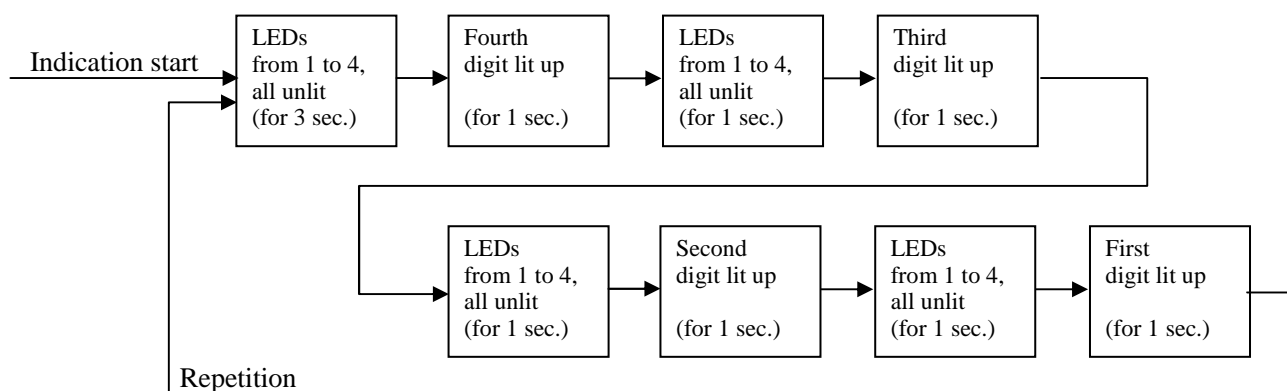 Indication start
LEDs
from 1 to 4,
all unlit
(for 3 sec.)
Fourth
digit lit up
(for 1 sec.)
LEDs
from 1 to 4,
all unlit
(for 1 sec.)
Third
digit lit up
(for 1 sec.)
LEDs
from 1 to 4,
all unlit
(for 1 sec.)
Second
digit lit up
(for 1 sec.)
LEDs
from 1 to 4,
all unlit
(for 1 sec.)
First
digit lit up
(for 1 sec.)
Repetition